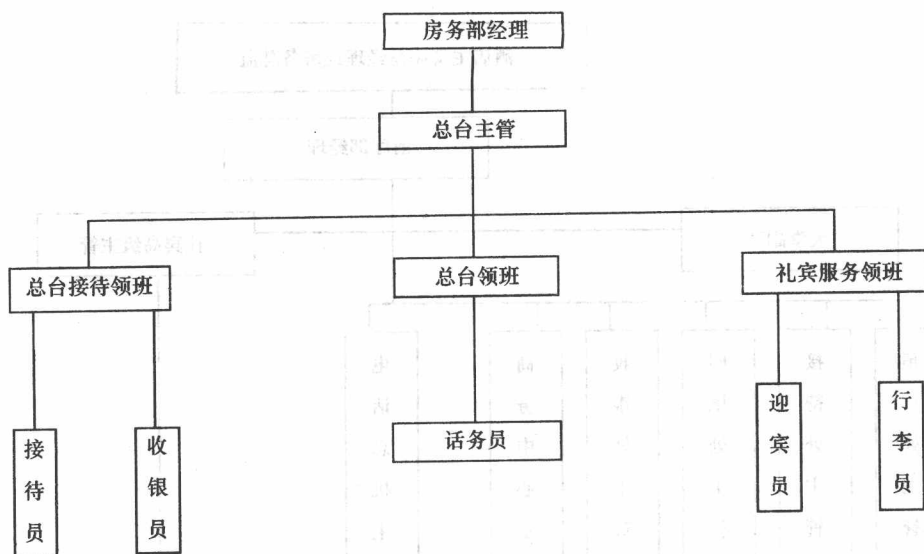 房务部经理
总台主管
总台接待领班
总台领班
礼宾服务领班
接待员
收银员
话务员
迎宾员
行李员